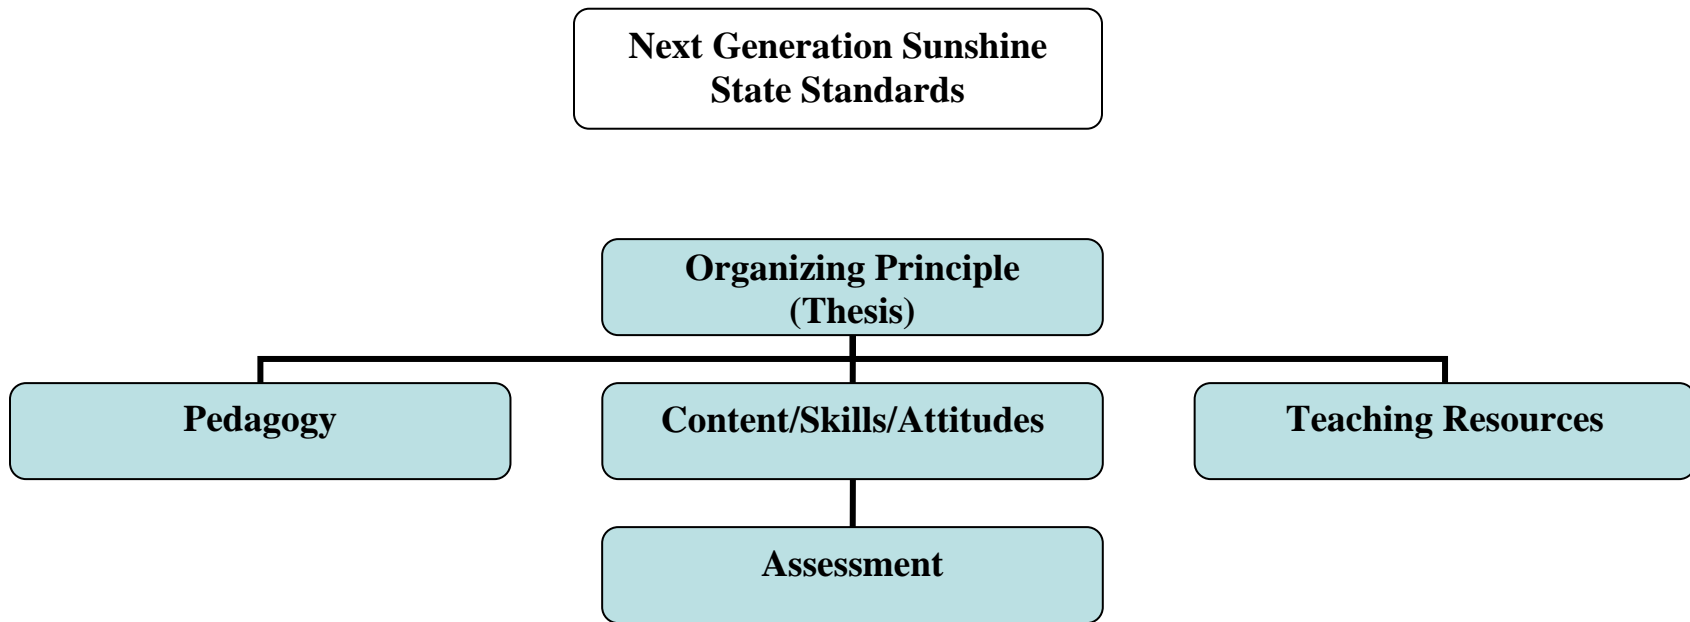 Next Generation Sunshine
State Standards
Organizing Principle
(Thesis)
Pedagogy
Content/Skills/Attitudes
Teaching Resources
Assessment